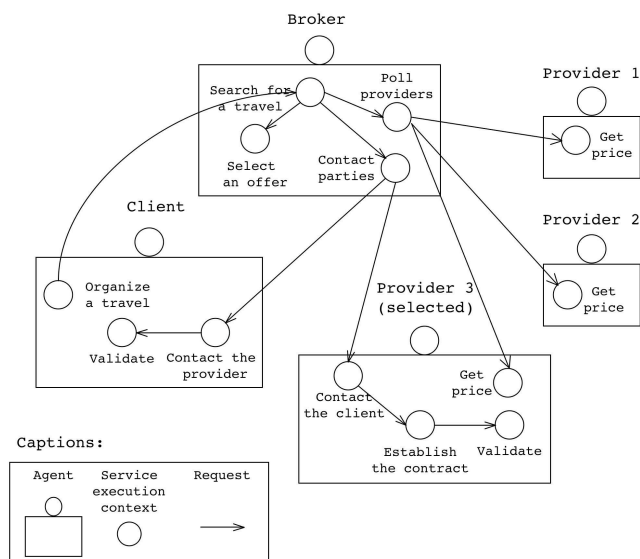 Broker
Search for
a travel
Poll
providers
Select
an offer
Contact
parties
Provider 1
Get
price
Provider 2
Get
price
Client
Organize
a travel
Validate
Contact the
provider
Provider 3
(selected)
Contact
the client
Get
price
Establish
the contract
Validate
Captions:
Agent
Service
execution
context
Request